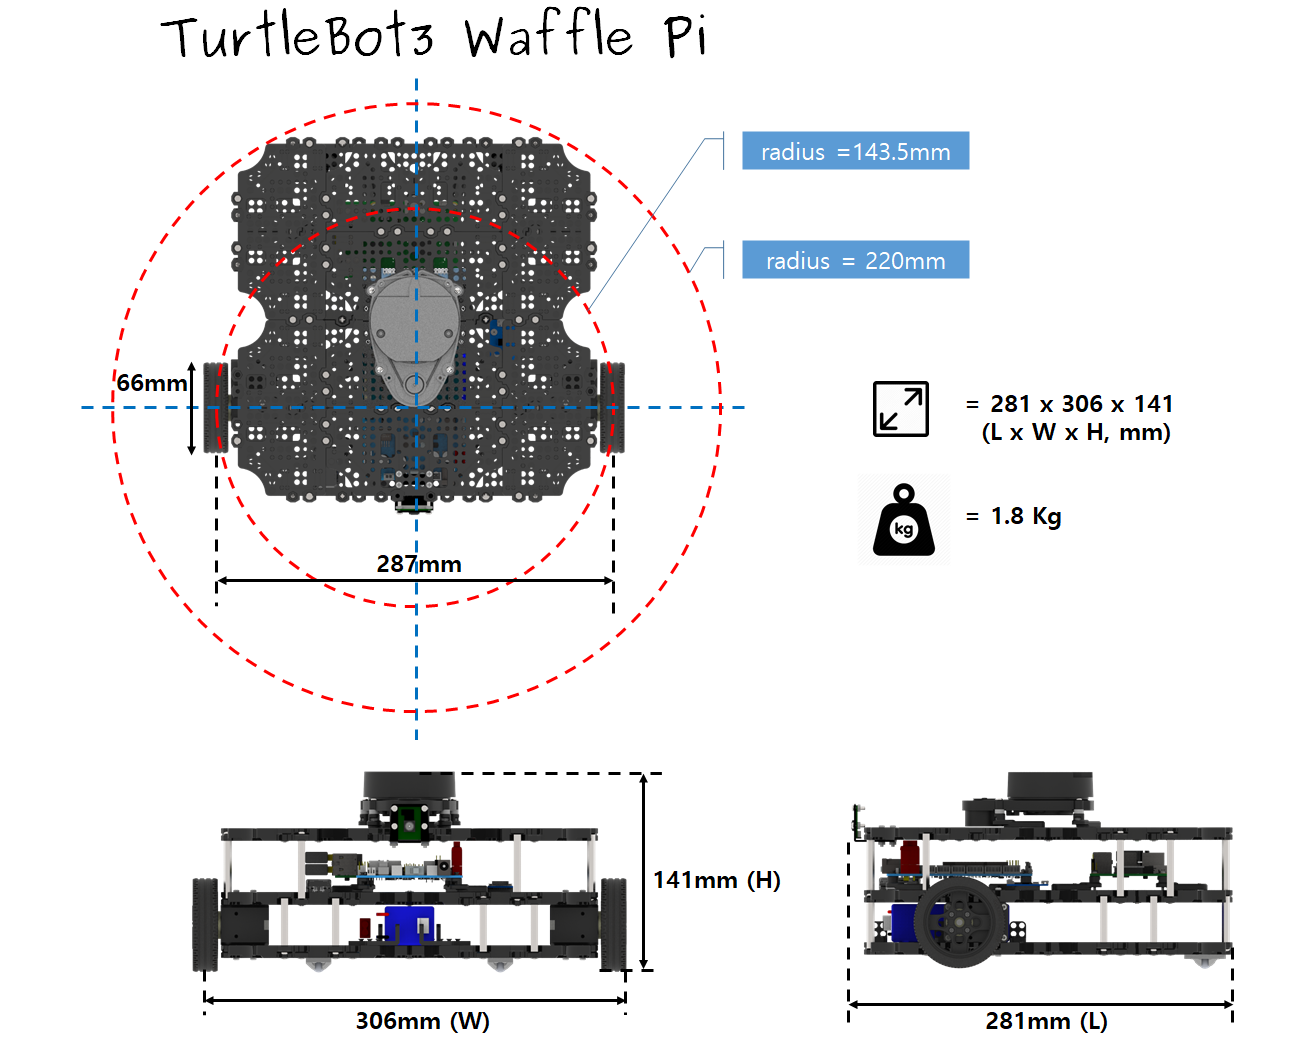 TurtleBot3 Waffle Pi
radius =143.5mm
radius = 220mm
66mm
= 281 x 306 x 141
(L x W x H, mm)
kg
= 1.8 Kg
287mm
141mm (H)
306mm (W)
281mm (L)